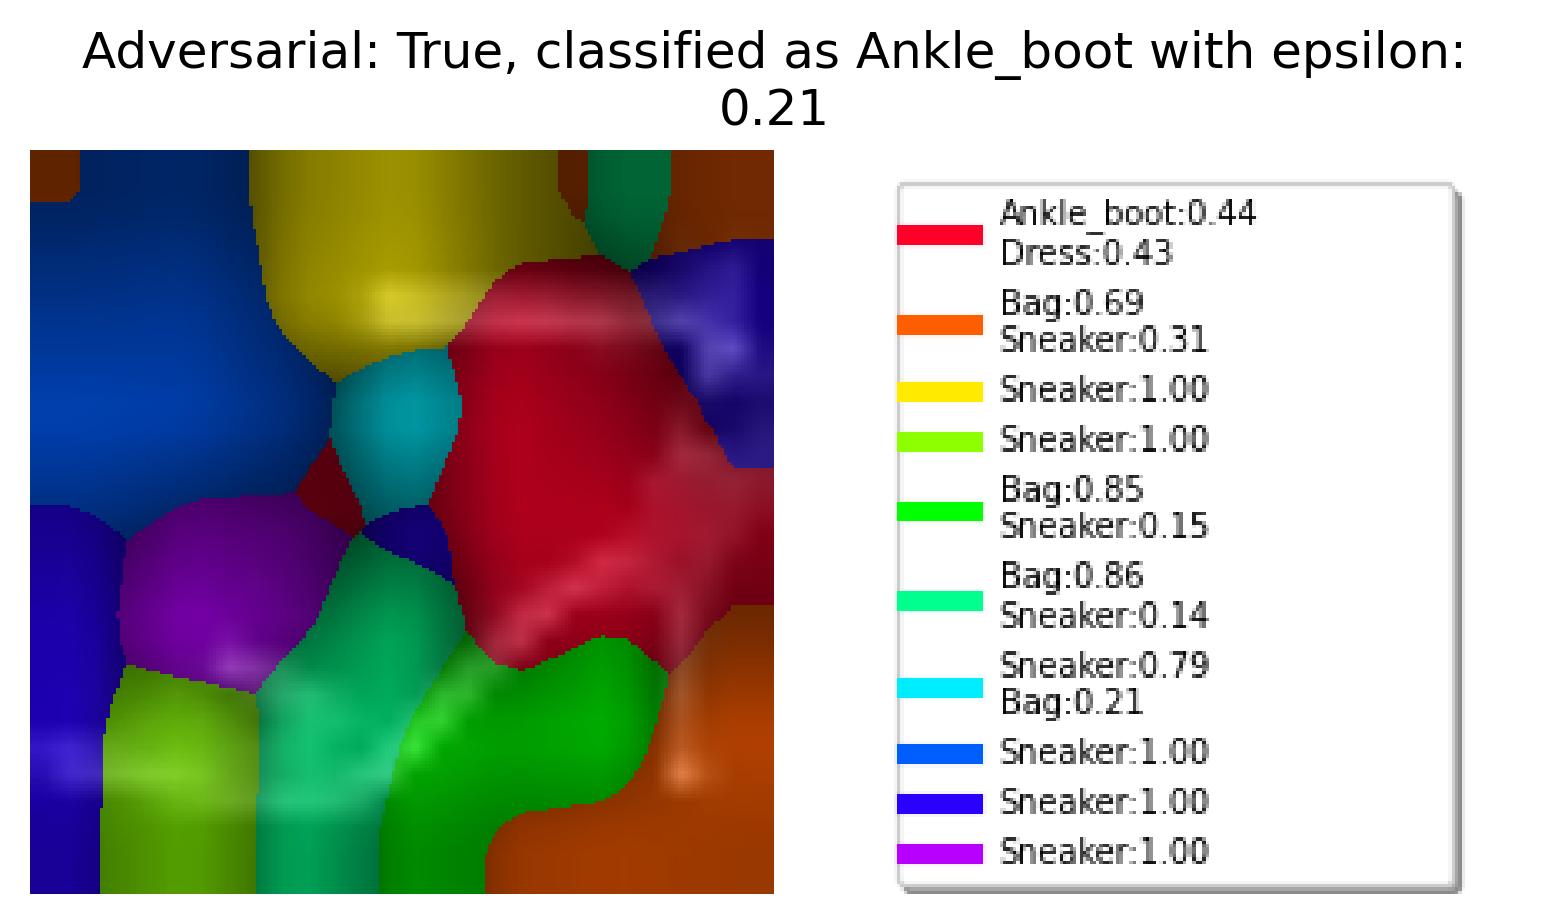 Adversarial: True, classified as Ankle_boot with epsilon:
0.21
Ankle_boot:0.44
Dress:0.43
Bag:0.69
Sneaker:0.31
Sneaker:1.00
Sneaker:1.00
Bag:0.85
Sneaker:0.15
Bag:0.86
Sneaker:0.14
Sneaker:0.79
Bag:0.21
Sneaker:1.00
Sneaker:1.00
Sneaker:1.00